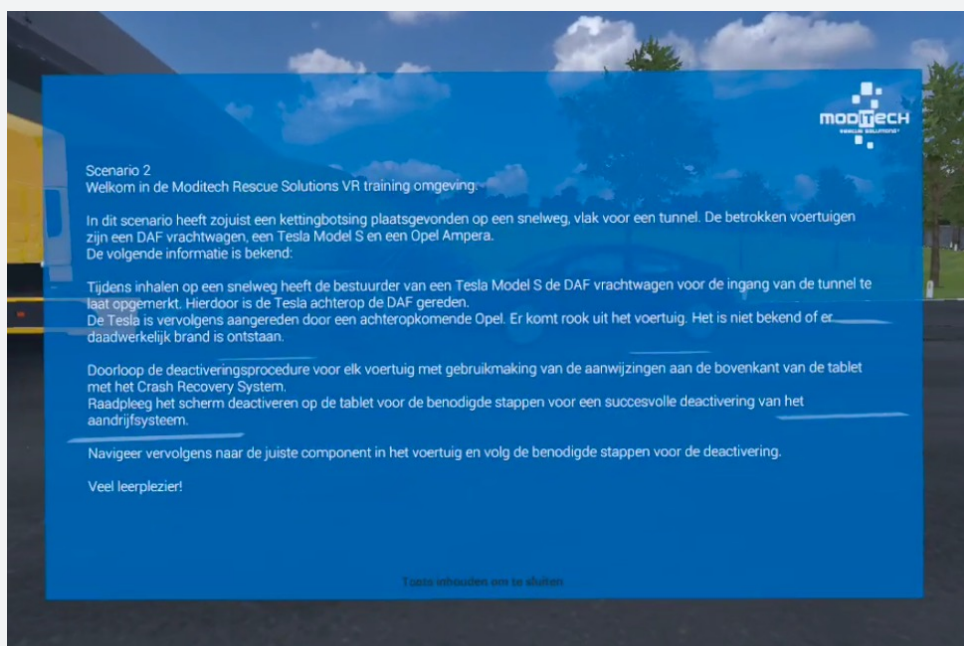 MODITECH
RESCUE SOLUTIONS
Scenario 2
Welkom in de Moditech Rescue Solutions VR training omgeving.
In dit scenario heeft zojuist een kettingbotsing plaatsgevonden op een snelweg, vlak voor een tunnel. De betrokken voertuigen
zijn een DAF vrachtwagen, een Tesla Model S en een Opel Ampera.
De volgende informatie is bekend:
Tijdens inhalen op een snelweg heeft de bestuurder van een Tesla Model S de DAF vrachtwagen voor de ingang van de tunnel te
laat opgemerkt. Hierdoor is de Tesla achterop de DAF gereden.
De Tesla is vervolgens aangereden door een achteropkomende Opel. Er komt rook uit het voertuig. Het is niet bekend of er
daadwerkelijk brand is ontstaan.
Doorloop de deactiveringsprocedure voor elk voertuig met gebruikmaking van de aanwijzingen aan de bovenkant van de tablet
met het Crash Recovery System.
Raadpleeg het scherm deactiveren op de tablet voor de benodigde stappen voor een succesvolle deactivering van het
aandrijfsysteem.
Navigeer vervolgens naar de juiste component in het voertuig en volg de benodigde stappen voor de deactivering.
Veel leerplezier!
Toets inhouden om te sluiten